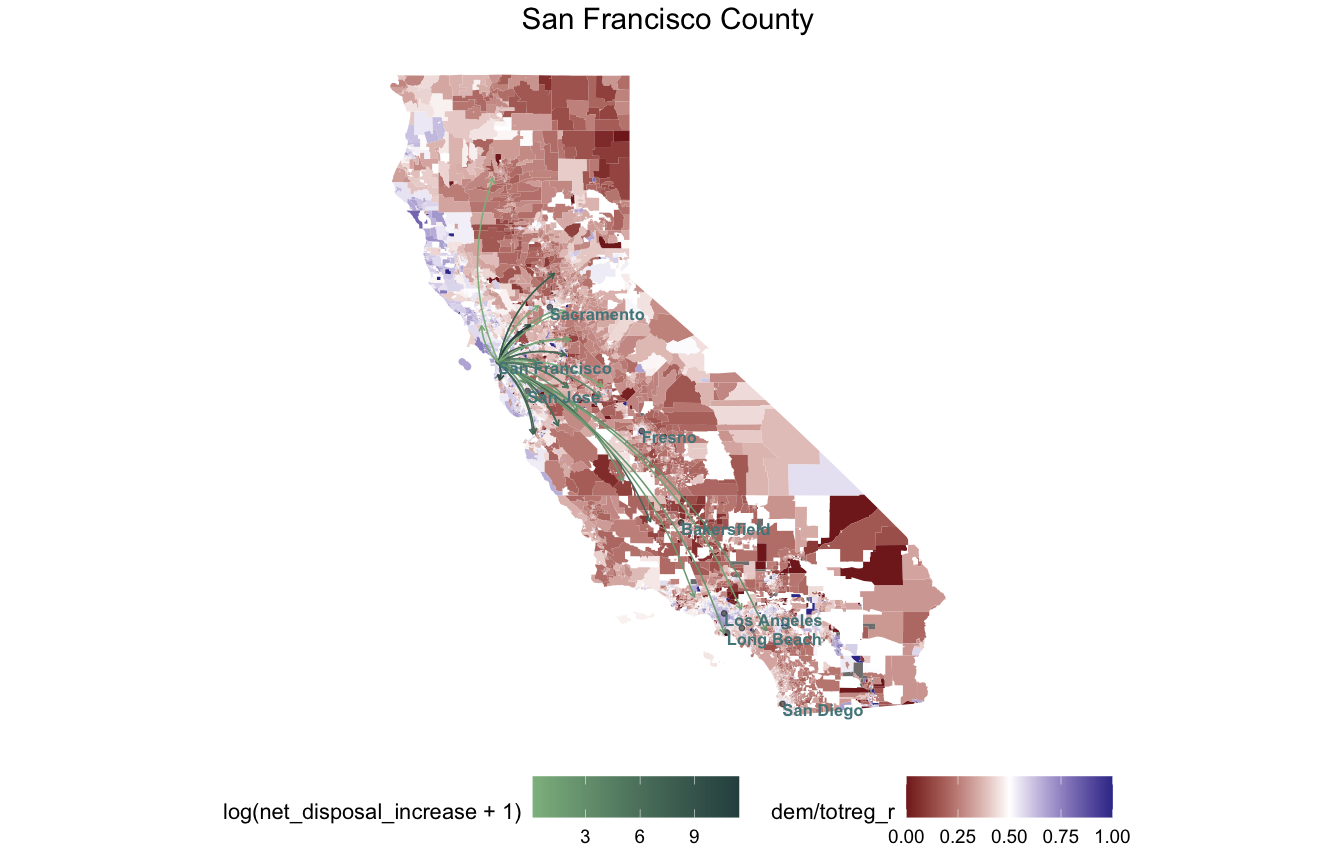 San Francisco County
Sacramento
San Francisco
San Jose
Fresno
Bakersfield
Los Angeles
Long Beach
San Diego
log(net_disposal_increase + 1)
3 6 9
dem/totreg_r
0.00 0.25 0.50 0.75 1.00